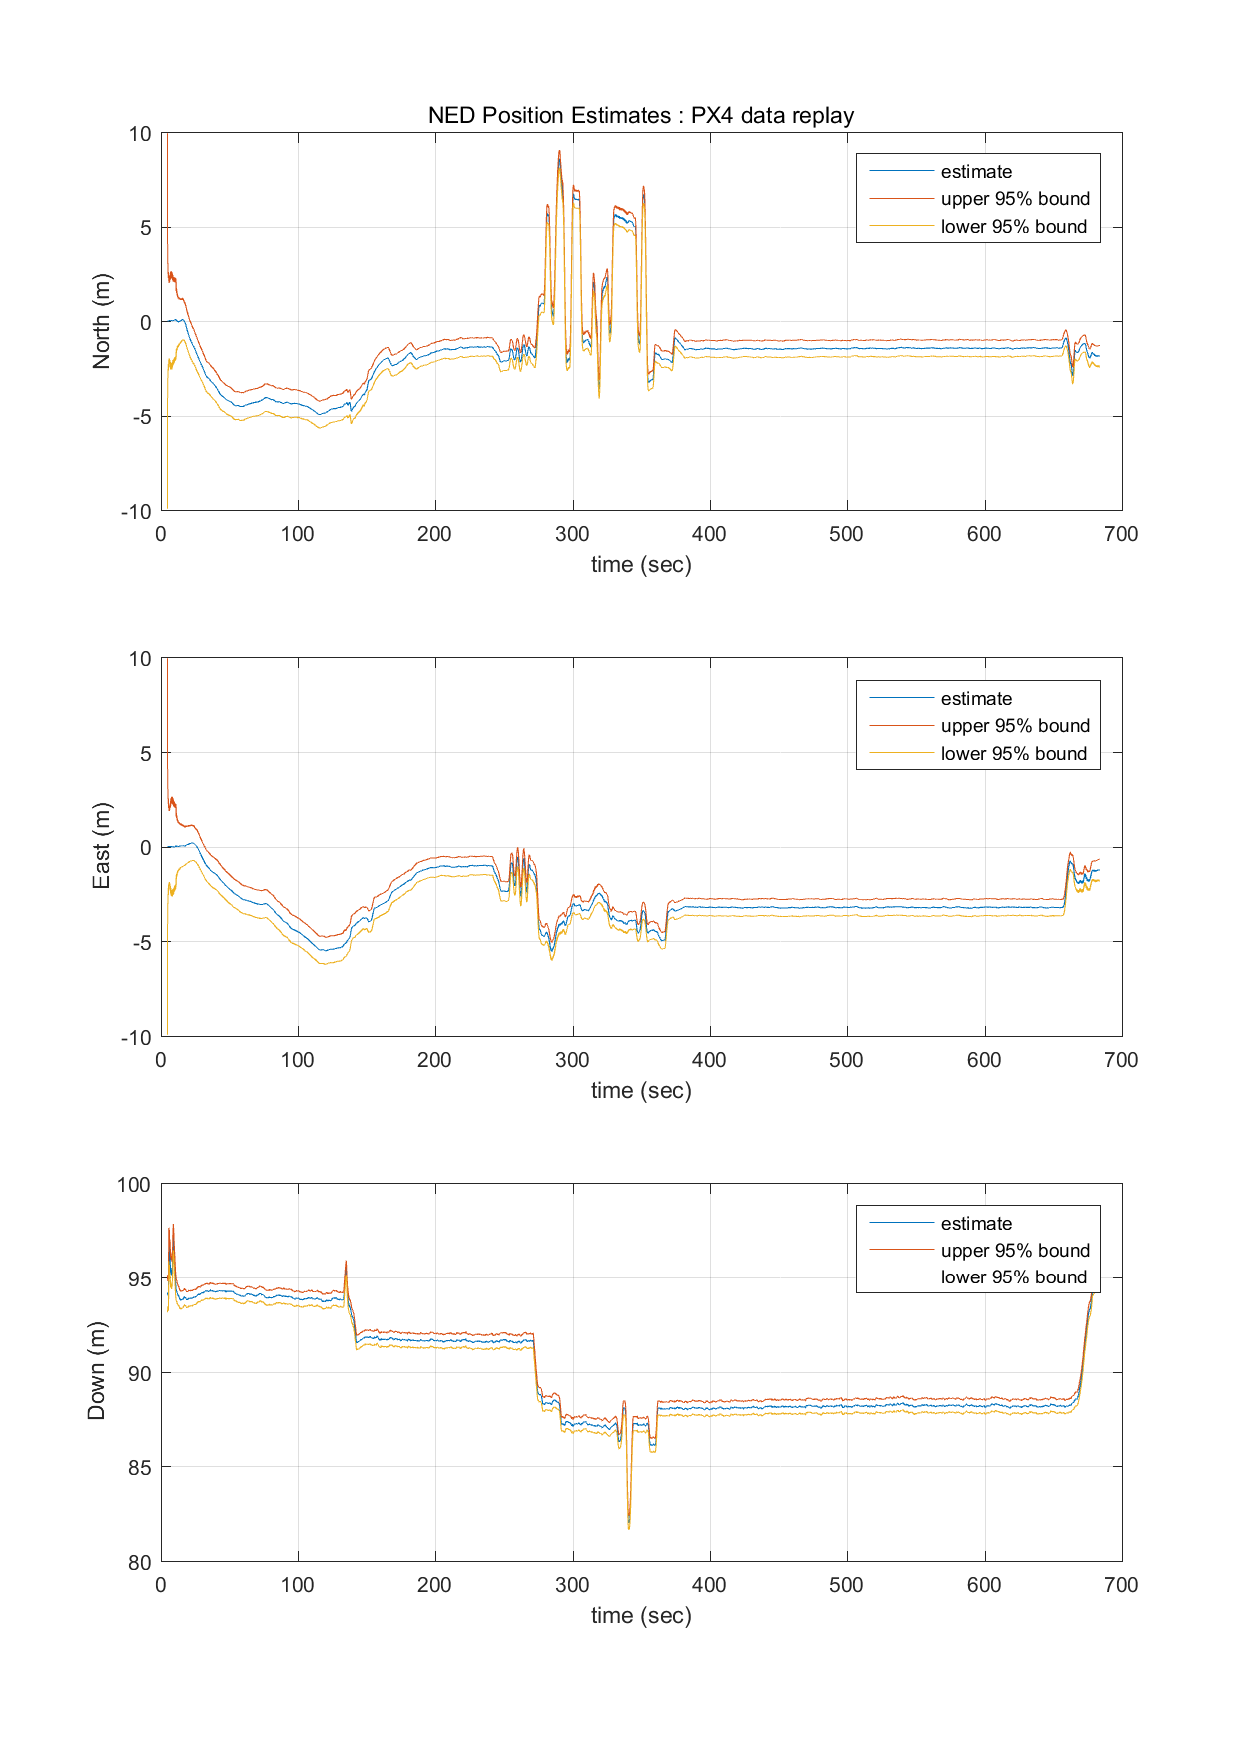 NED Position Estimates : PX4 data replay
10
5
0
-5
-10
North (m)
estimate
upper 95% bound
lower 95% bound
0 100 200 300 400 500 600 700
time (sec)
10
5
0
-5
-10
East (m)
estimate
upper 95% bound
lower 95% bound
0 100 200 300 400 500 600 700
time (sec)
100
95
90
85
80
Down (m)
estimate
upper 95% bound
lower 95% bound
0 100 200 300 400 500 600 700
time (sec)